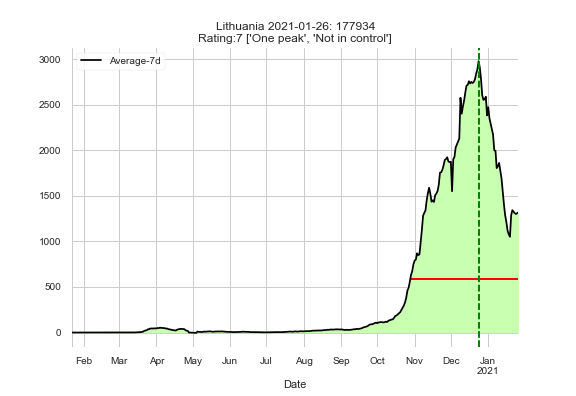 Lithuania 2021-01-26: 177934
Rating:7 ['One peak', 'Not in control']
Average-7d
3000
2500
2000
1500
1000
500
0
Feb Mar Apr May Jun Jul Aug Sep Oct Nov Dec Jan
2021
Date